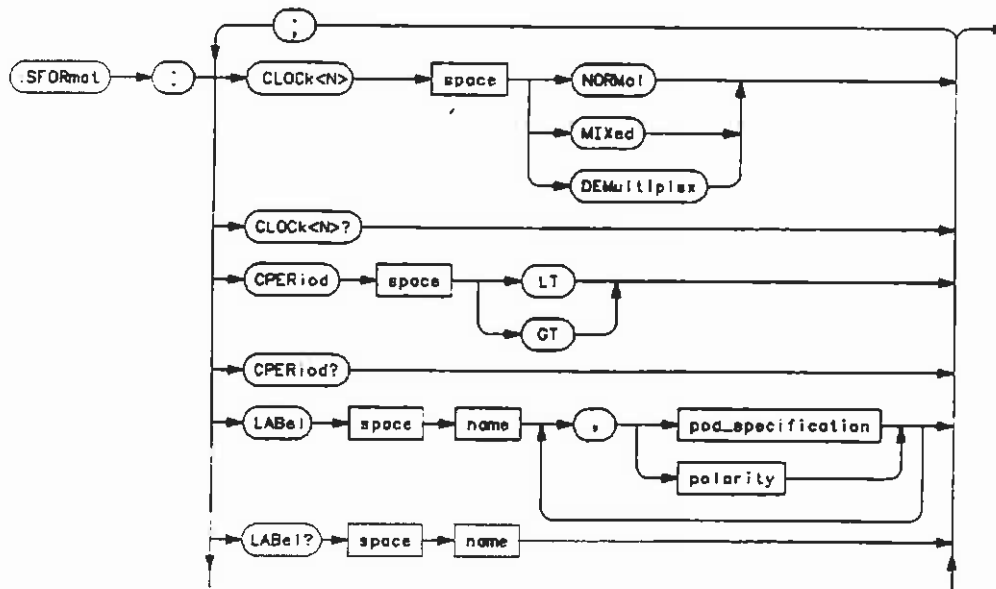 ;
:SFORmat : CLOCk<N> space NORMal
MIXed
DEMultiplex
CLOCk<N>?
CPERiod space LT
GT
CPERiod?
LABel space name , pod_specification
polarity
LABel? space name